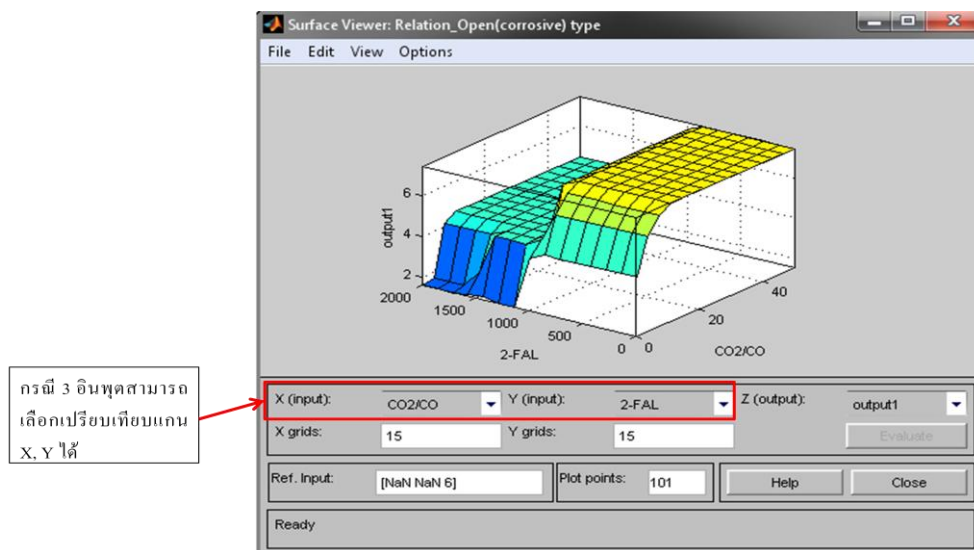 Surface Viewer: Relation_Open(corrosive) type
File Edit View Options
6
4
2
output1
2000
1500
1000
500
0
2-FAL
0
20
40
CO2/CO
กรณี 3 อินพุตสามารถ
เลือกเปรียบเทียบแกน
X, Y ได้
X (input): CO2/CO Y (input): 2-FAL Z (output): output1
X grids: 15 Y grids: 15 Evaluate
Ref. Input: [NaN NaN 6] Plot points: 101 Help Close
Ready